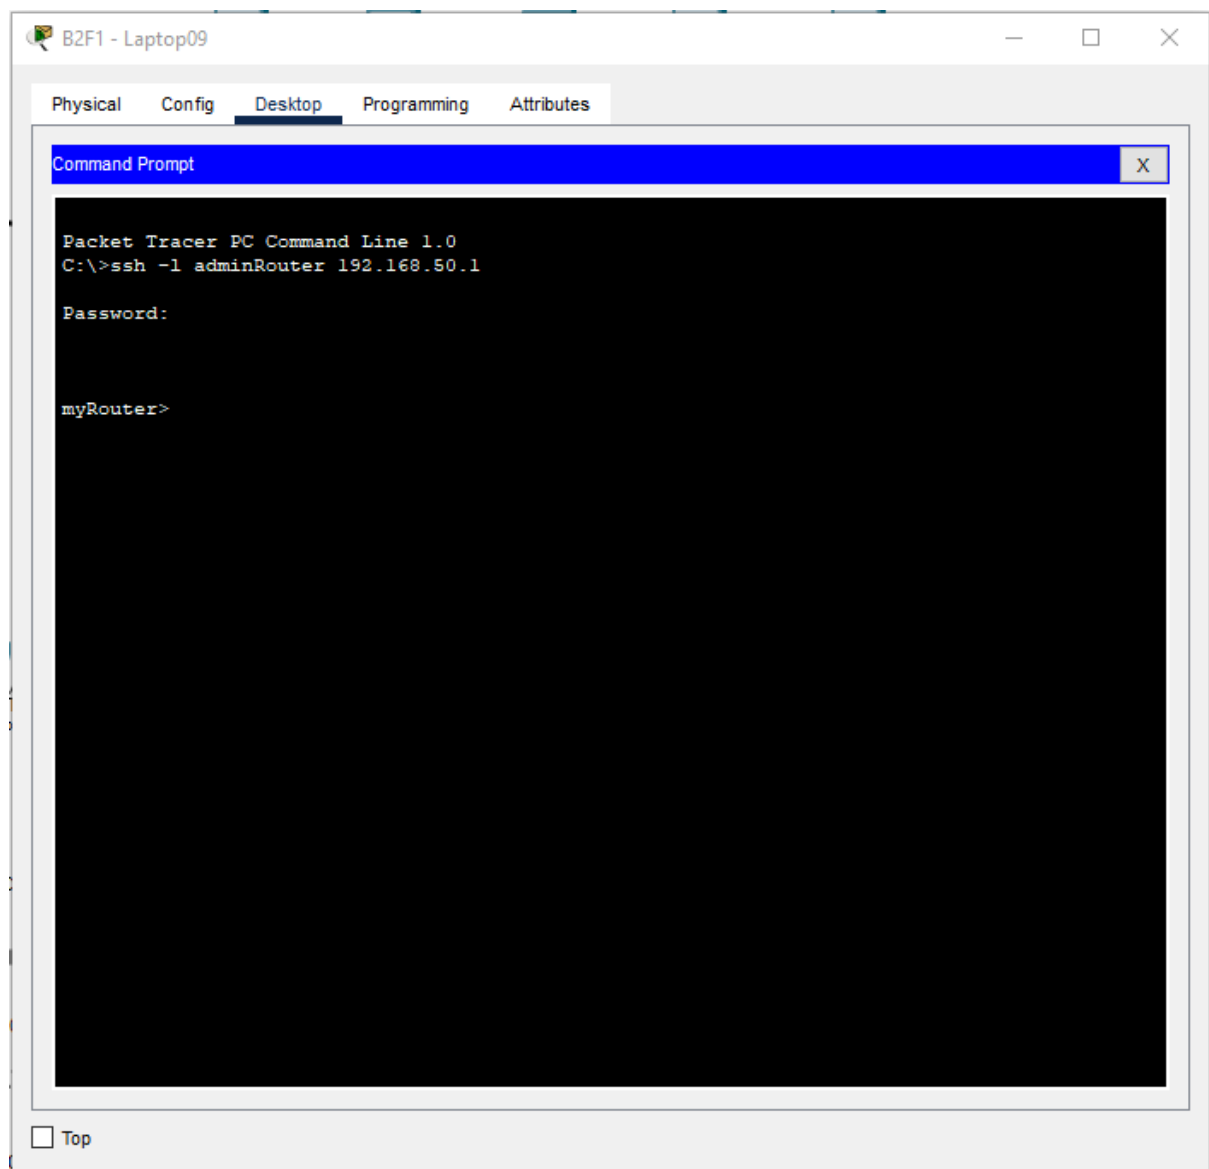 B2F1 - Laptop09
Physical Config Desktop Programming Attributes
Command Prompt
X
Packet Tracer PC Command Line 1.0
C:\>ssh -l adminRouter 192.168.50.1
Password:
myRouter>
Top